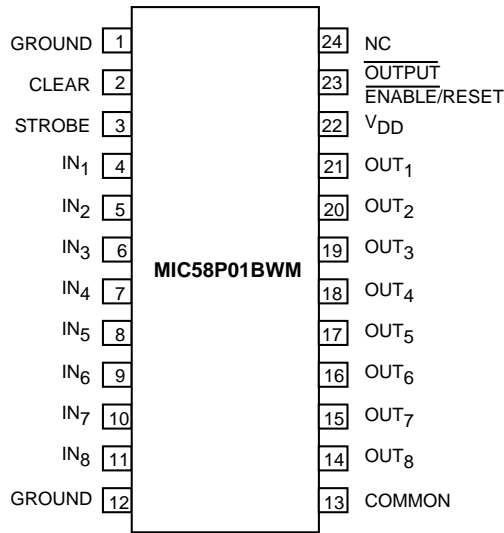 GROUND 1 24 NC
CLEAR 2 23 OUTPUT
ENABLE/RESET
STROBE 3 22 VDD
IN1 4 21 OUT1
IN2 5 20 OUT2
IN3 6 19 OUT3
MIC58P01BWM
IN4 7 18 OUT4
IN5 8 17 OUT5
IN6 9 16 OUT6
IN7 10 15 OUT7
IN8 11 14 OUT8
GROUND 12 13 COMMON